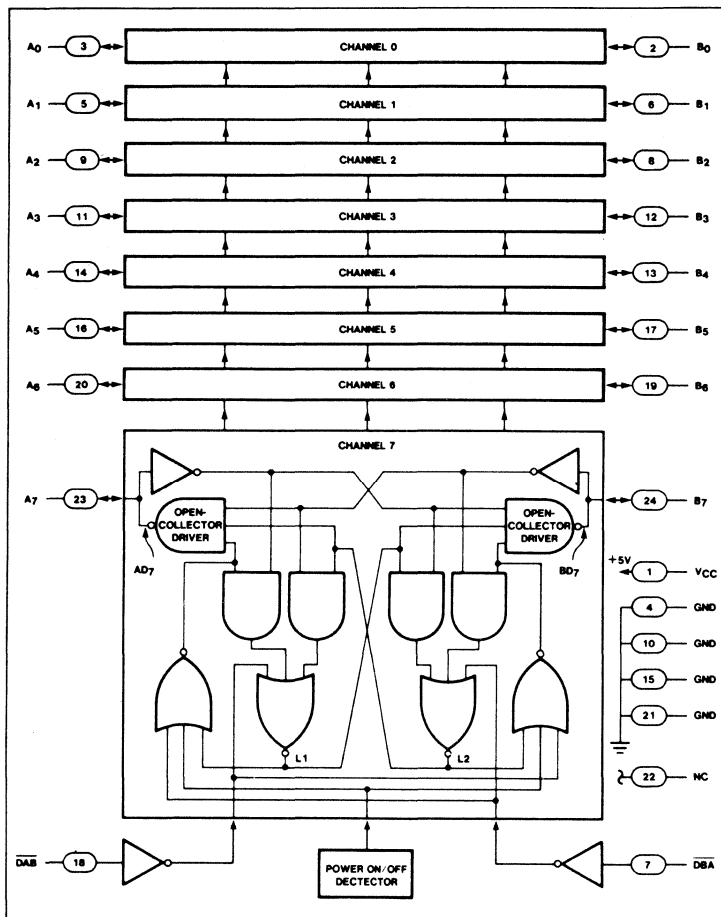 A0 3 CHANNEL 0 2 B0
A1 5 CHANNEL 1 6 B1
A2 9 CHANNEL 2 8 B2
A3 11 CHANNEL 3 12 B3
A4 14 CHANNEL 4 13 B4
A5 16 CHANNEL 5 17 B5
A6 20 CHANNEL 6 19 B6
CHANNEL 7
A7 23 24 B7
OPEN-
COLLECTOR
DRIVER
OPEN-
COLLECTOR
DRIVER
AD7
BD7
+5V
1 VCC
4 GND
10 GND
15 GND
21 GND
L1
L2
22 NC
DAB 18
POWER ON/OFF
DECTECTOR
7 DBA